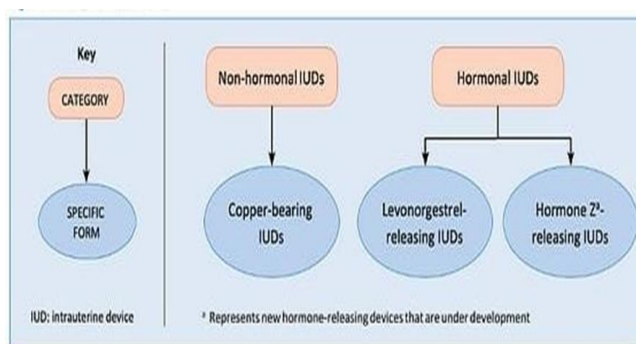 Key
CATEGORY
SPECIFIC
FORM
IUD: intrauterine device
Non-hormonal IUDs
Copper-bearing
IUDs
Hormonal IUDs
Levonorgestrel-
releasing IUDs
Hormone Zᵃ-
releasing IUDs
ᵃ Represents new hormone-releasing devices that are under development